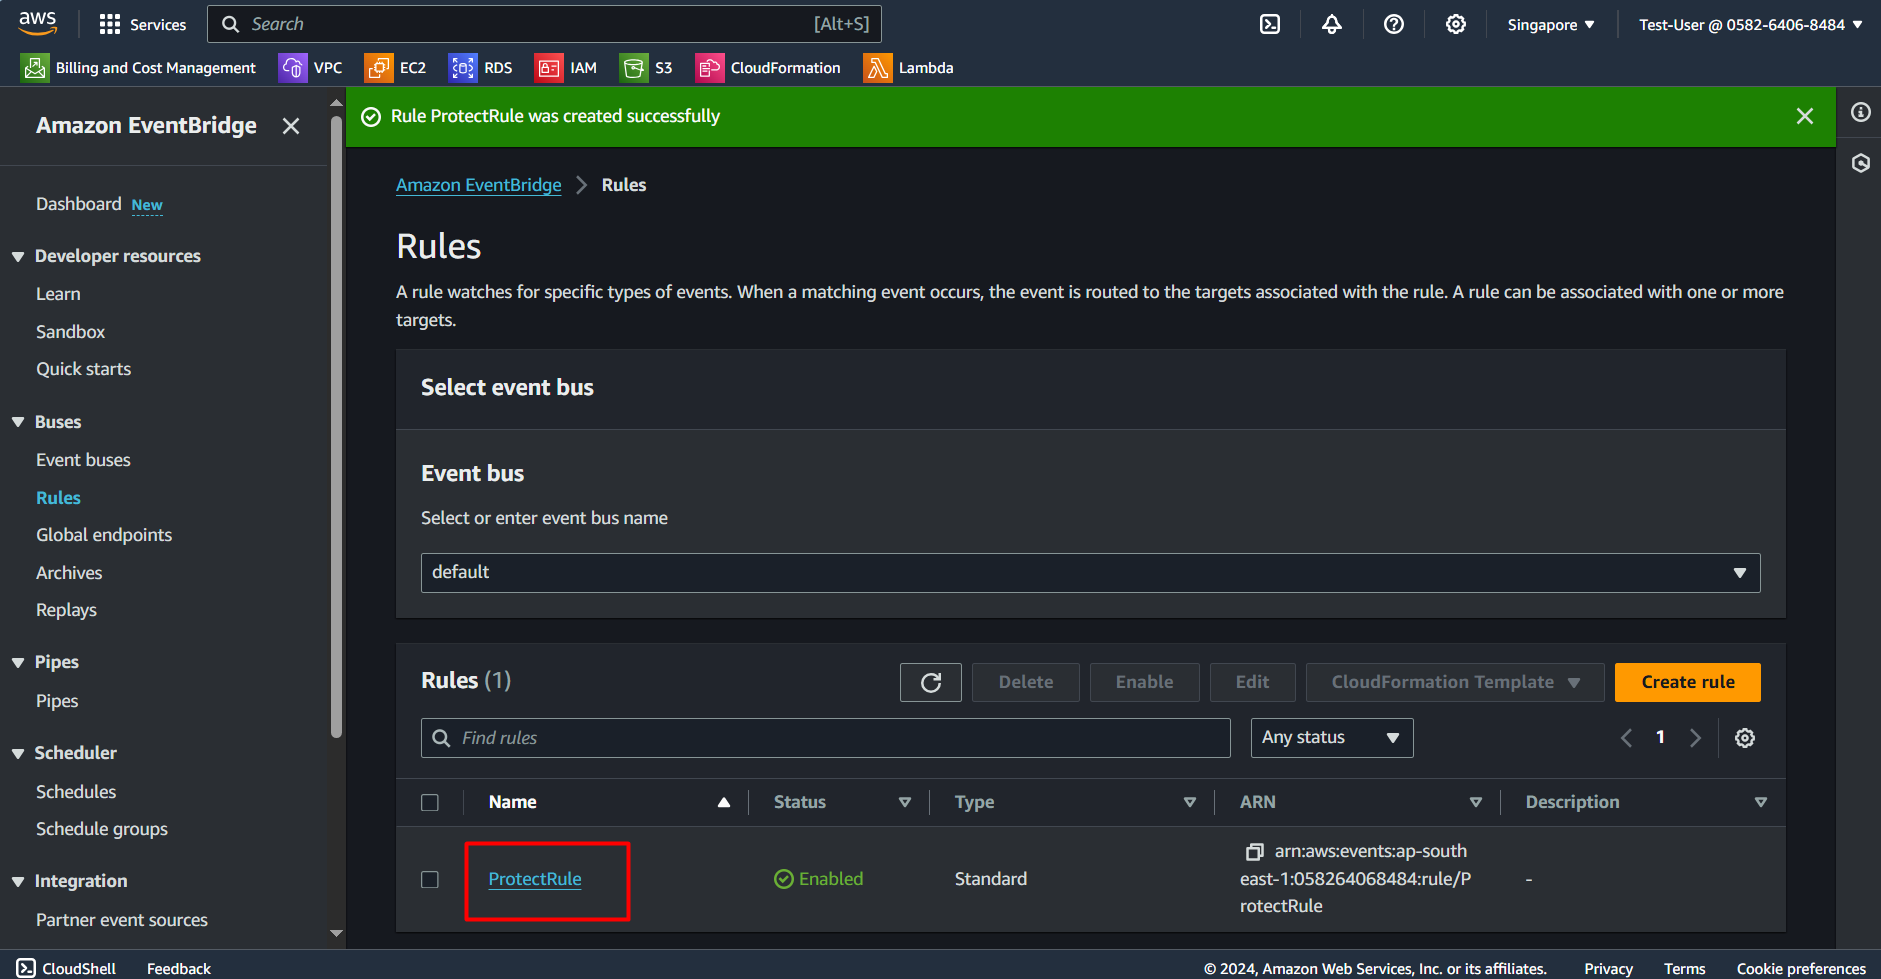 aws
Services
Search
[Alt+S]
Singapore
Test-User @ 0582-6406-8484
Billing and Cost Management
VPC
EC2
RDS
IAM
S3
CloudFormation
Lambda
Amazon EventBridge
Dashboard New
Developer resources
Learn
Sandbox
Quick starts
Buses
Event buses
Rules
Global endpoints
Archives
Replays
Pipes
Pipes
Scheduler
Schedules
Schedule groups
Integration
Partner event sources
Rule ProtectRule was created successfully
Amazon EventBridge
Rules
Rules
A rule watches for specific types of events. When a matching event occurs, the event is routed to the targets associated with the rule. A rule can be associated with one or more
targets.
Select event bus
Event bus
Select or enter event bus name
default
Rules (1)
Delete
Enable
Edit
CloudFormation Template
Create rule
Find rules
Any status
1
Name
Status
Type
ARN
Description
ProtectRule
Enabled
Standard
arn:aws:events:ap-south
east-1:058264068484:rule/P
rotectRule
-
CloudShell
Feedback
© 2024, Amazon Web Services, Inc. or its affiliates.
Privacy
Terms
Cookie preferences